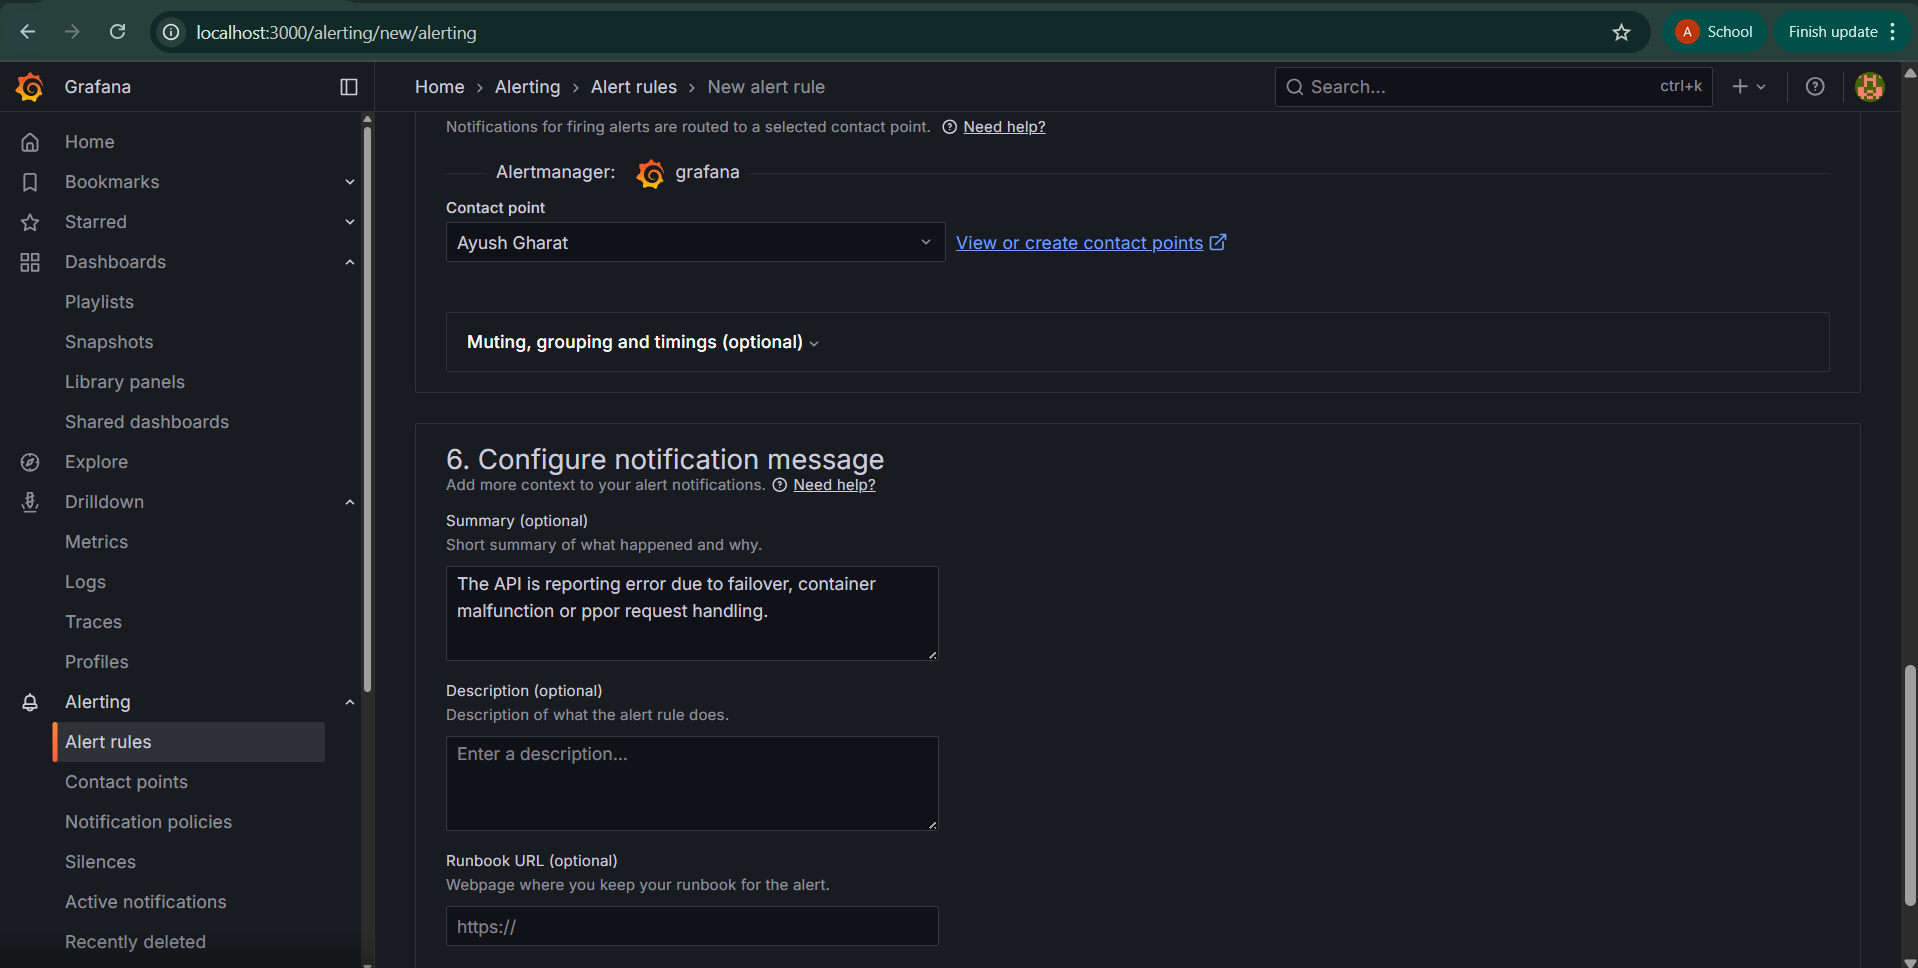 localhost:3000/alerting/new/alerting
A School
Finish update
Grafana
Home › Alerting › Alert rules › New alert rule
Search...
ctrl+k
Home
Bookmarks
Starred
Dashboards
Playlists
Snapshots
Library panels
Shared dashboards
Explore
Drilldown
Metrics
Logs
Traces
Profiles
Alerting
Alert rules
Contact points
Notification policies
Silences
Active notifications
Recently deleted
Notifications for firing alerts are routed to a selected contact point. Need help?
Alertmanager: grafana
Contact point
Ayush Gharat
View or create contact points
Muting, grouping and timings (optional)
6. Configure notification message
Add more context to your alert notifications. Need help?
Summary (optional)
Short summary of what happened and why.
The API is reporting error due to failover, container
malfunction or ppor request handling.
Description (optional)
Description of what the alert rule does.
Enter a description...
Runbook URL (optional)
Webpage where you keep your runbook for the alert.
https://